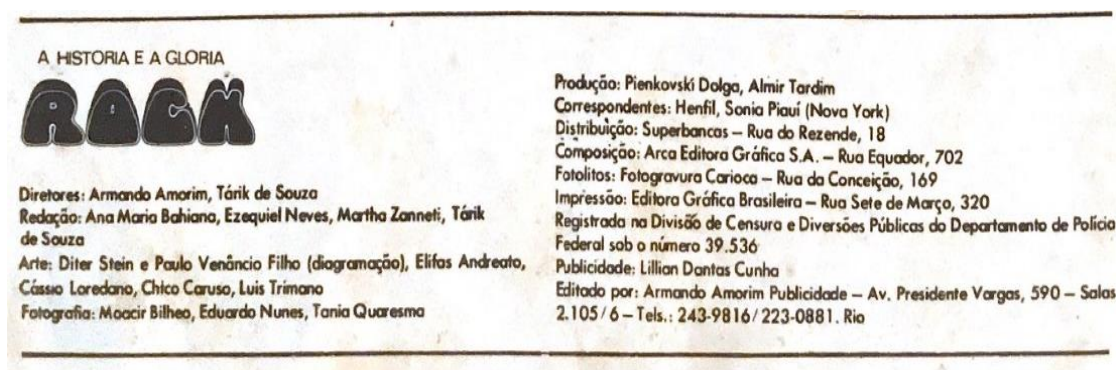 A HISTORIA E A GLORIA
ROCK
Diretores: Armando Amorim, Tárik de Souza
Redação: Ana Maria Bahiana, Ezequiel Neves, Martha Zanneti, Tárik
de Souza
Arte: Diter Stein e Paulo Venâncio Filho (diagramação), Elifas Andreato,
Cássio Loredano, Chico Caruso, Luis Trimano
Fotografia: Moacir Bilheo, Eduardo Nunes, Tania Quaresma
Produção: Pienkovski Dolga, Almir Tardim
Correspondentes: Henfil, Sonia Piauí (Nova York)
Distribuição: Superbancas – Rua do Rezende, 18
Composição: Arca Editora Gráfica S.A. – Rua Equador, 702
Fotolitos: Fotogravura Carioca – Rua da Conceição, 169
Impressão: Editora Gráfica Brasileira – Rua Sete de Março, 320
Registrada na Divisão de Censura e Diversões Públicas do Departamento de Polícia
Federal sob o número 39.536
Publicidade: Lillian Dantas Cunha
Editado por: Armando Amorim Publicidade – Av. Presidente Vargas, 590 – Salas
2.105/6 – Tels.: 243-9816/223-0881. Rio